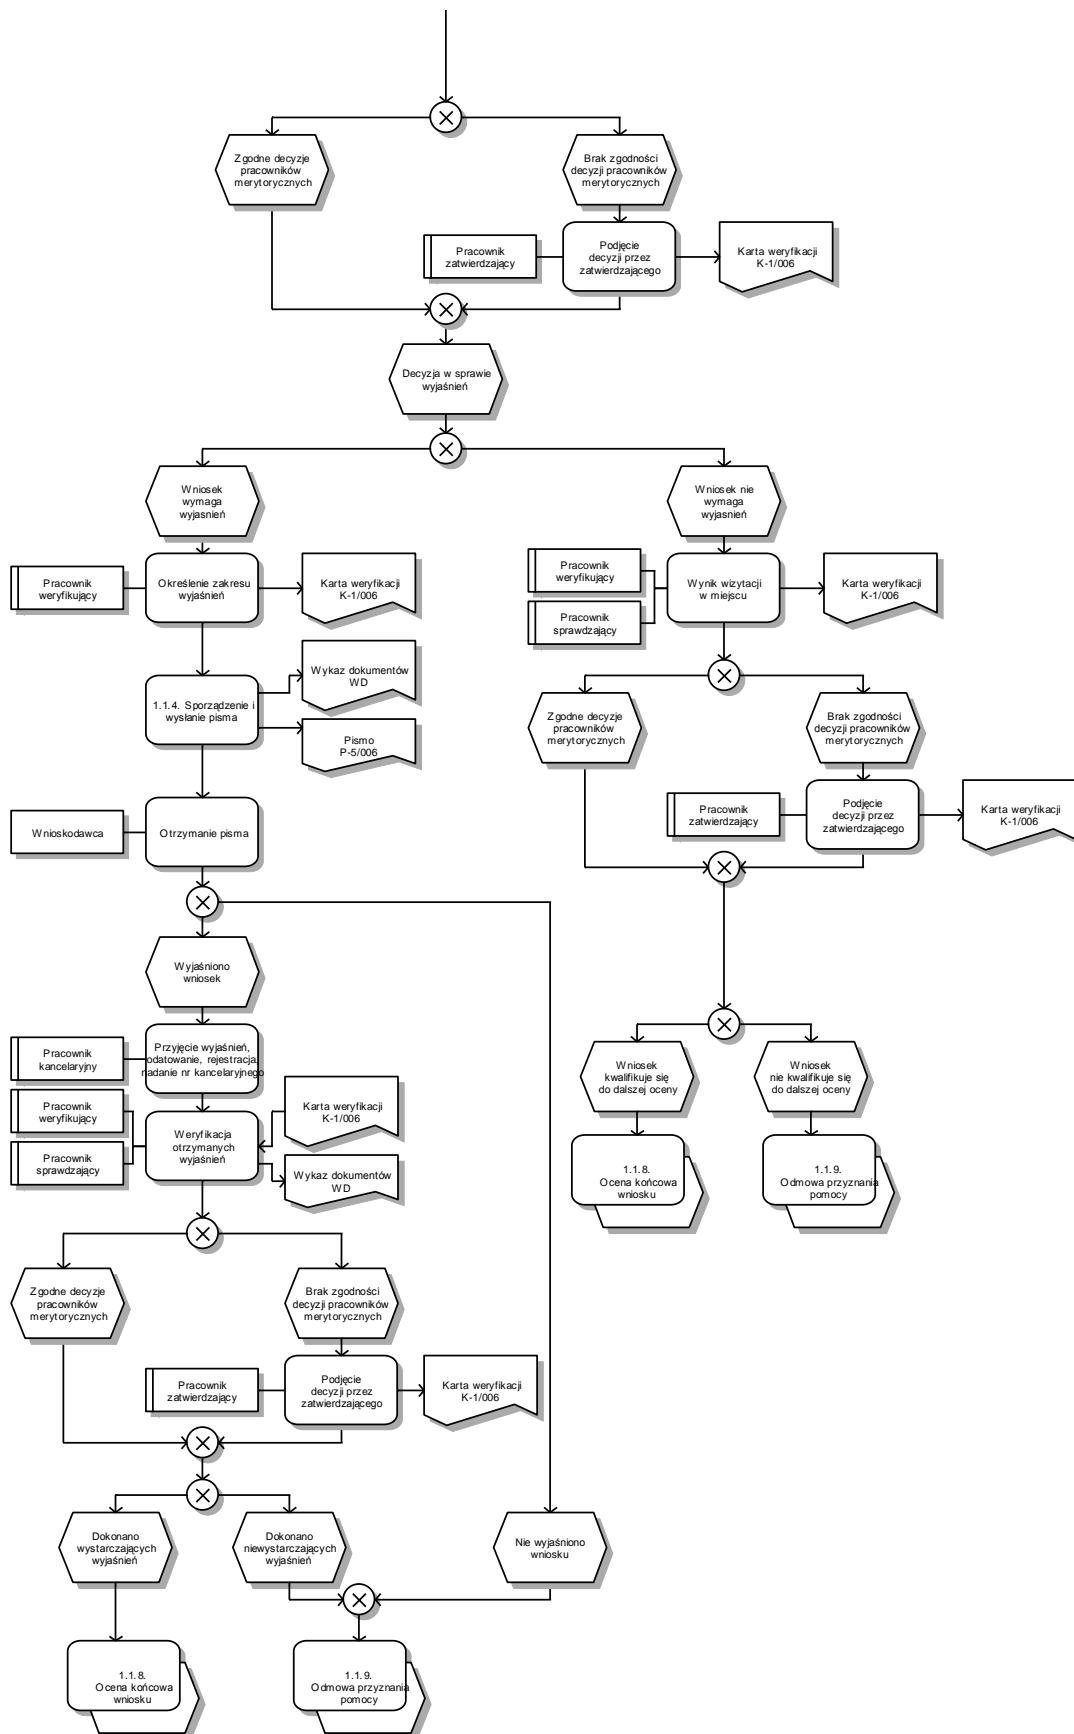 Zgodne decyzje
pracowników
merytorycznych
Brak zgodności
decyzji pracowników
merytorycznych
Pracownik
zatwierdzający
Podjęcie
decyzji przez
zatwierdzającego
Karta weryfikacji
K-1/006
Decyzja w sprawie
wyjaśnień
Wniosek
wymaga
wyjasnień
Wniosek nie
wymaga
wyjasnień
Pracownik
weryfikujący
Określenie zakresu
wyjaśnień
Karta weryfikacji
K-1/006
Pracownik
weryfikujący
Pracownik
sprawdzający
Wynik wizytacji
w miejscu
Karta weryfikacji
K-1/006
1.1.4. Sporządzenie i
wysłanie pisma
Wykaz dokumentów
WD
Pismo
P-5/006
Zgodne decyzje
pracowników
merytorycznych
Brak zgodności
decyzji pracowników
merytorycznych
Wnioskodawca
Otrzymanie pisma
Pracownik
zatwierdzający
Podjęcie
decyzji przez
zatwierdzającego
Karta weryfikacji
K-1/006
Wyjaśniono
wniosek
Pracownik
kancelaryjny
Przyjęcie wyjaśnień,
odatowanie, rejestracja,
nadanie nr kancelaryjnego
Wniosek
kwalifikuje się
do dalszej oceny
Wniosek
nie kwalifikuje się
do dalszej oceny
Pracownik
weryfikujący
Pracownik
sprawdzający
Weryfikacja
otrzymanych
wyjaśnień
Karta weryfikacji
K-1/006
Wykaz dokumentów
WD
1.1.8.
Ocena końcowa
wniosku
1.1.9.
Odmowa przyznania
pomocy
Zgodne decyzje
pracowników
merytorycznych
Brak zgodności
decyzji pracowników
merytorycznych
Pracownik
zatwierdzający
Podjęcie
decyzji przez
zatwierdzającego
Karta weryfikacji
K-1/006
Dokonano
wystarczających
wyjaśnień
Dokonano
niewystarczających
wyjaśnień
Nie wyjaśniono
wniosku
1.1.8.
Ocena końcowa
wniosku
1.1.9.
Odmowa przyznania
pomocy